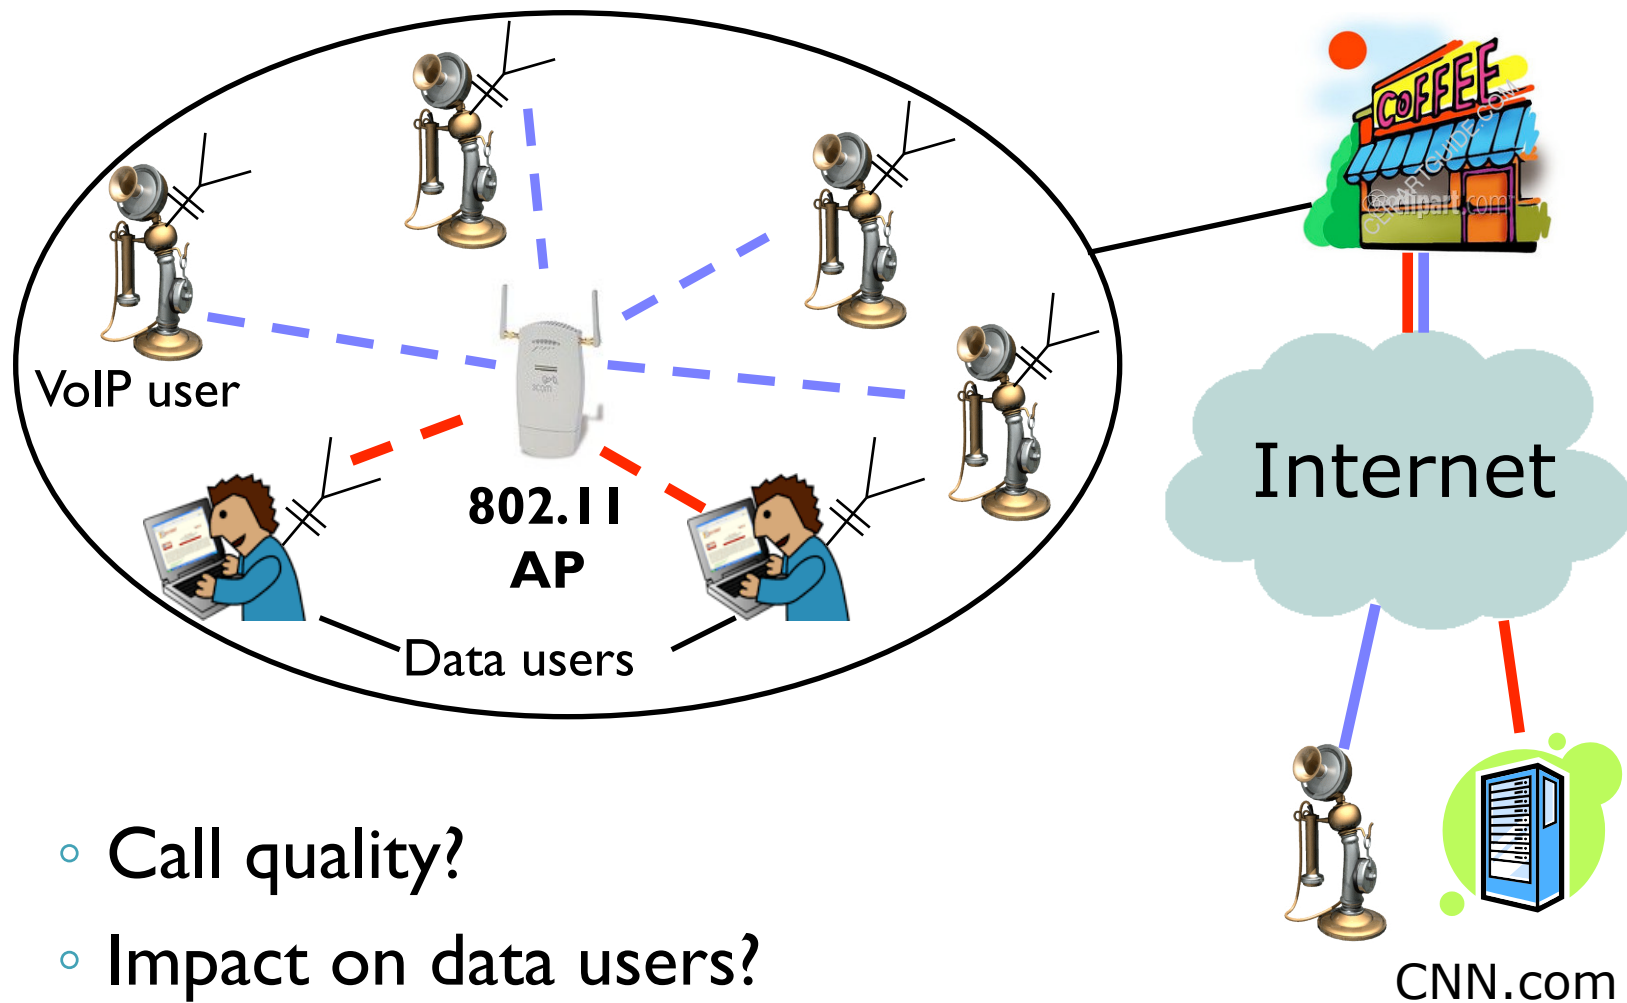 COFFEE
VoIP user
802.11
AP
Data users
Internet
Call quality?
Impact on data users?
CNN.com